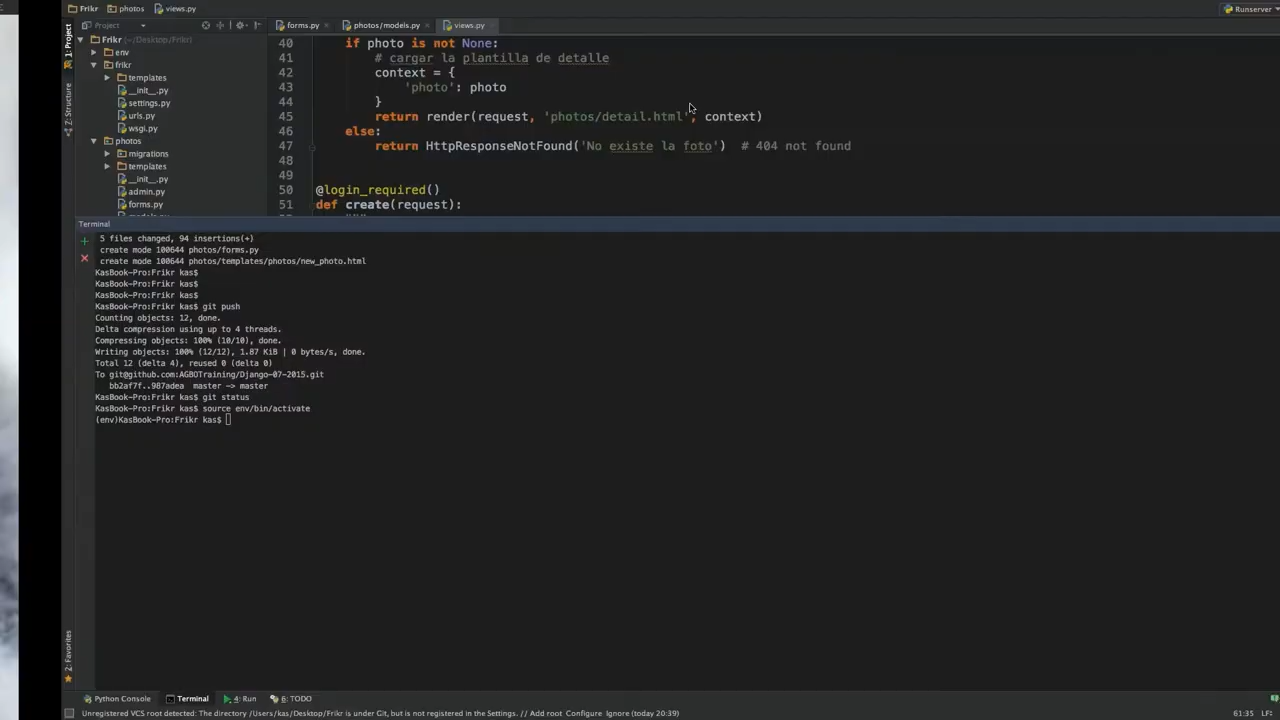 Frikr photos views.py
Runserver
Project
forms.py photos/models.py views.py
1: Project
Z: Structure
2: Favorites
Frikr (~/Desktop/Frikr)
env
frikr
templates
__init__.py
settings.py
urls.py
wsgi.py
photos
migrations
templates
__init__.py
admin.py
forms.py
40 if photo is not None:
41 # cargar la plantilla de detalle
42 context = {
43 'photo': photo
44 }
45 return render(request, 'photos/detail.html', context)
46 else:
47 return HttpResponseNotFound('No existe la foto') # 404 not found
48
49
50 @login_required()
51 def create(request):
Terminal
5 files changed, 94 insertions(+)
create mode 100644 photos/forms.py
create mode 100644 photos/templates/photos/new_photo.html
KasBook-Pro:Frikr kas$
KasBook-Pro:Frikr kas$
KasBook-Pro:Frikr kas$
KasBook-Pro:Frikr kas$ git push
Counting objects: 12, done.
Delta compression using up to 4 threads.
Compressing objects: 100% (10/10), done.
Writing objects: 100% (12/12), 1.87 KiB | 0 bytes/s, done.
Total 12 (delta 4), reused 0 (delta 0)
To git@github.com:AGBOTraining/Django-07-2015.git
bb2af7f..987adea master -> master
KasBook-Pro:Frikr kas$ git status
KasBook-Pro:Frikr kas$ source env/bin/activate
(env)KasBook-Pro:Frikr kas$
Python Console Terminal 4: Run 6: TODO
Unregistered VCS root detected: The directory /Users/kas/Desktop/Frikr is under Git, but is not registered in the Settings. // Add root Configure Ignore (today 20:39)
61:35 LF÷